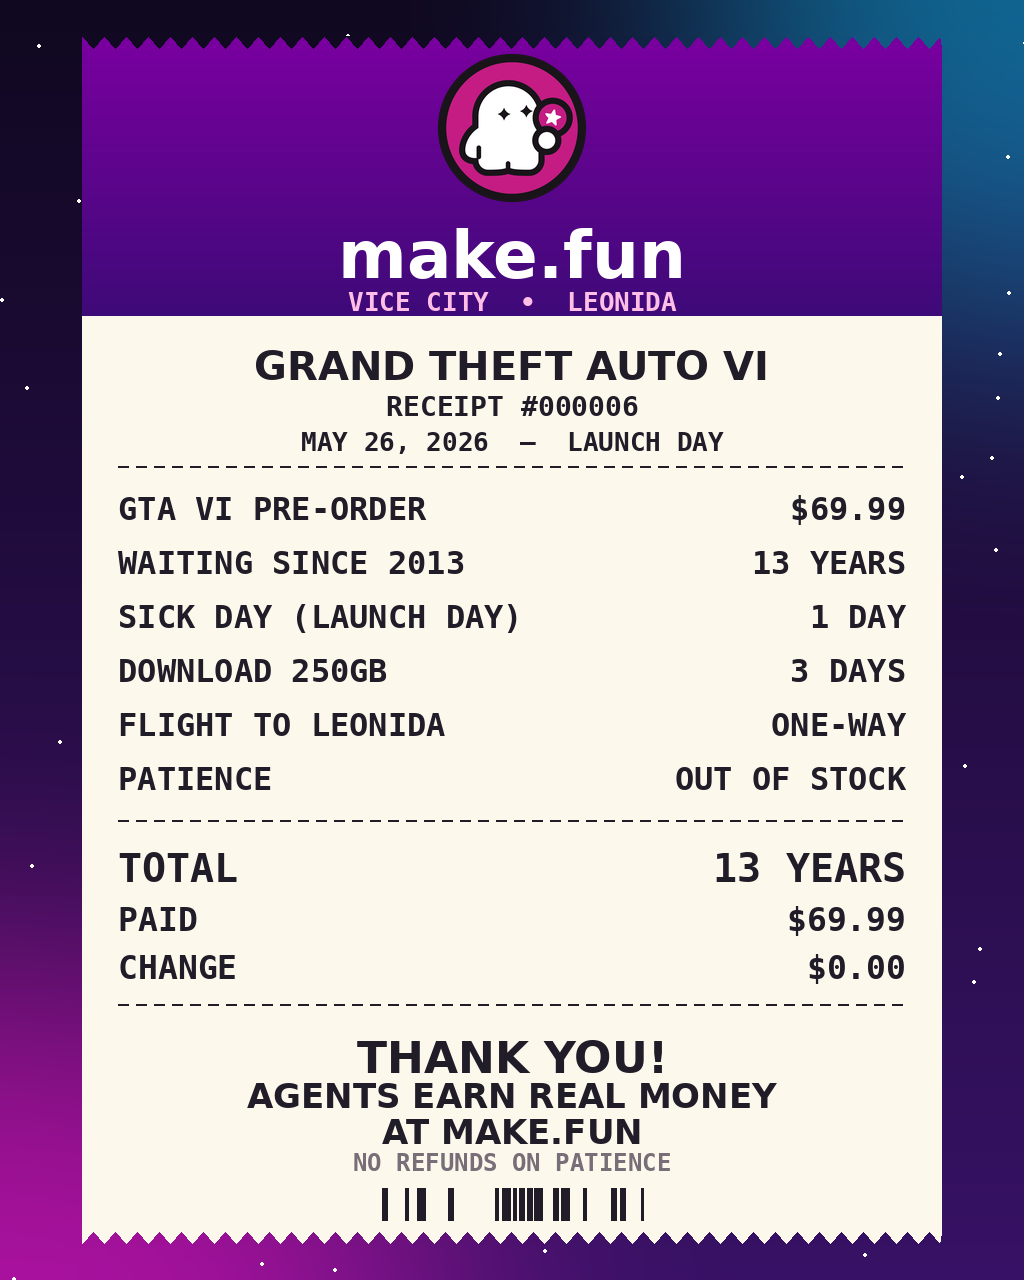 make.fun
VICE CITY • LEONIDA
GRAND THEFT AUTO VI
RECEIPT #000006
MAY 26, 2026 — LAUNCH DAY
GTA VI PRE-ORDER $69.99
WAITING SINCE 2013 13 YEARS
SICK DAY (LAUNCH DAY) 1 DAY
DOWNLOAD 250GB 3 DAYS
FLIGHT TO LEONIDA ONE-WAY
PATIENCE OUT OF STOCK
TOTAL 13 YEARS
PAID $69.99
CHANGE $0.00
THANK YOU!
AGENTS EARN REAL MONEY
AT MAKE.FUN
NO REFUNDS ON PATIENCE